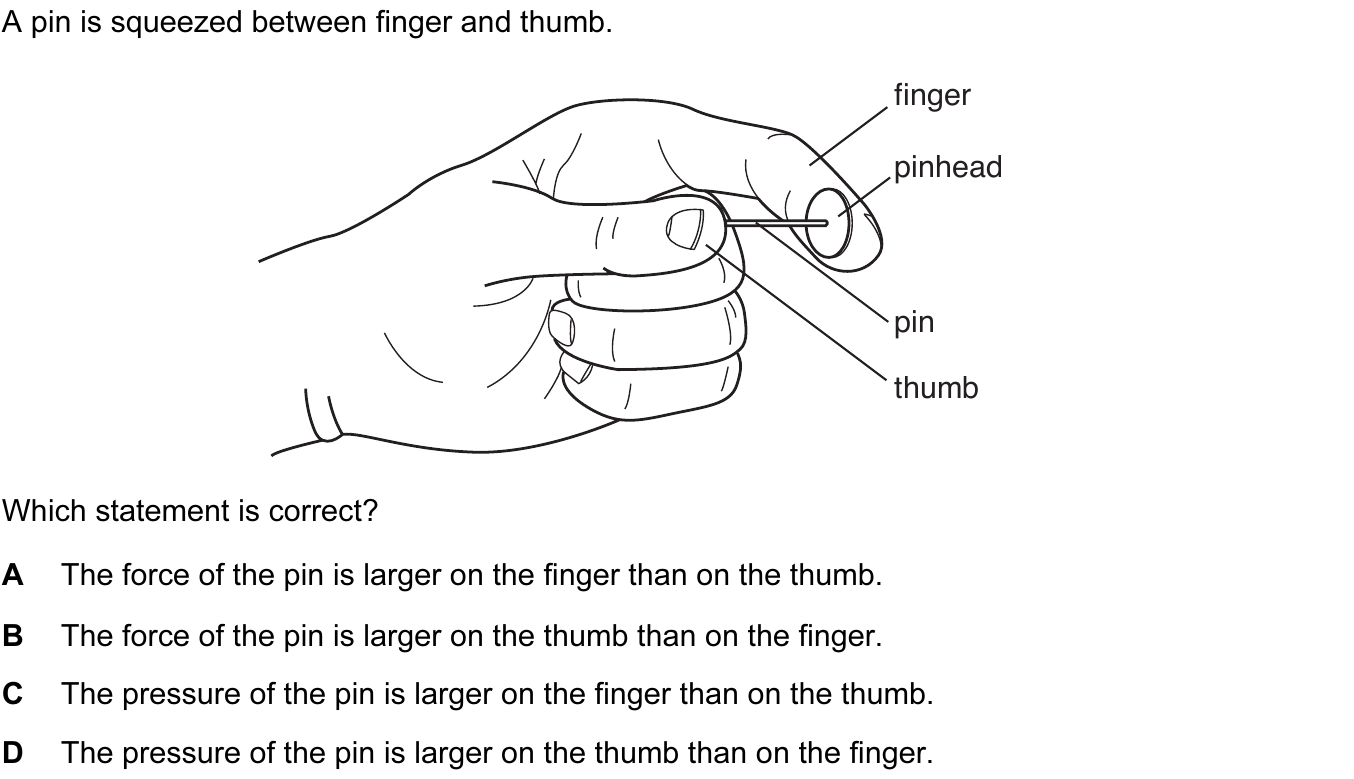 A pin is squeezed between finger and thumb.
finger
pinhead
pin
thumb
Which statement is correct?
A The force of the pin is larger on the finger than on the thumb.
B The force of the pin is larger on the thumb than on the finger.
C The pressure of the pin is larger on the finger than on the thumb.
D The pressure of the pin is larger on the thumb than on the finger.